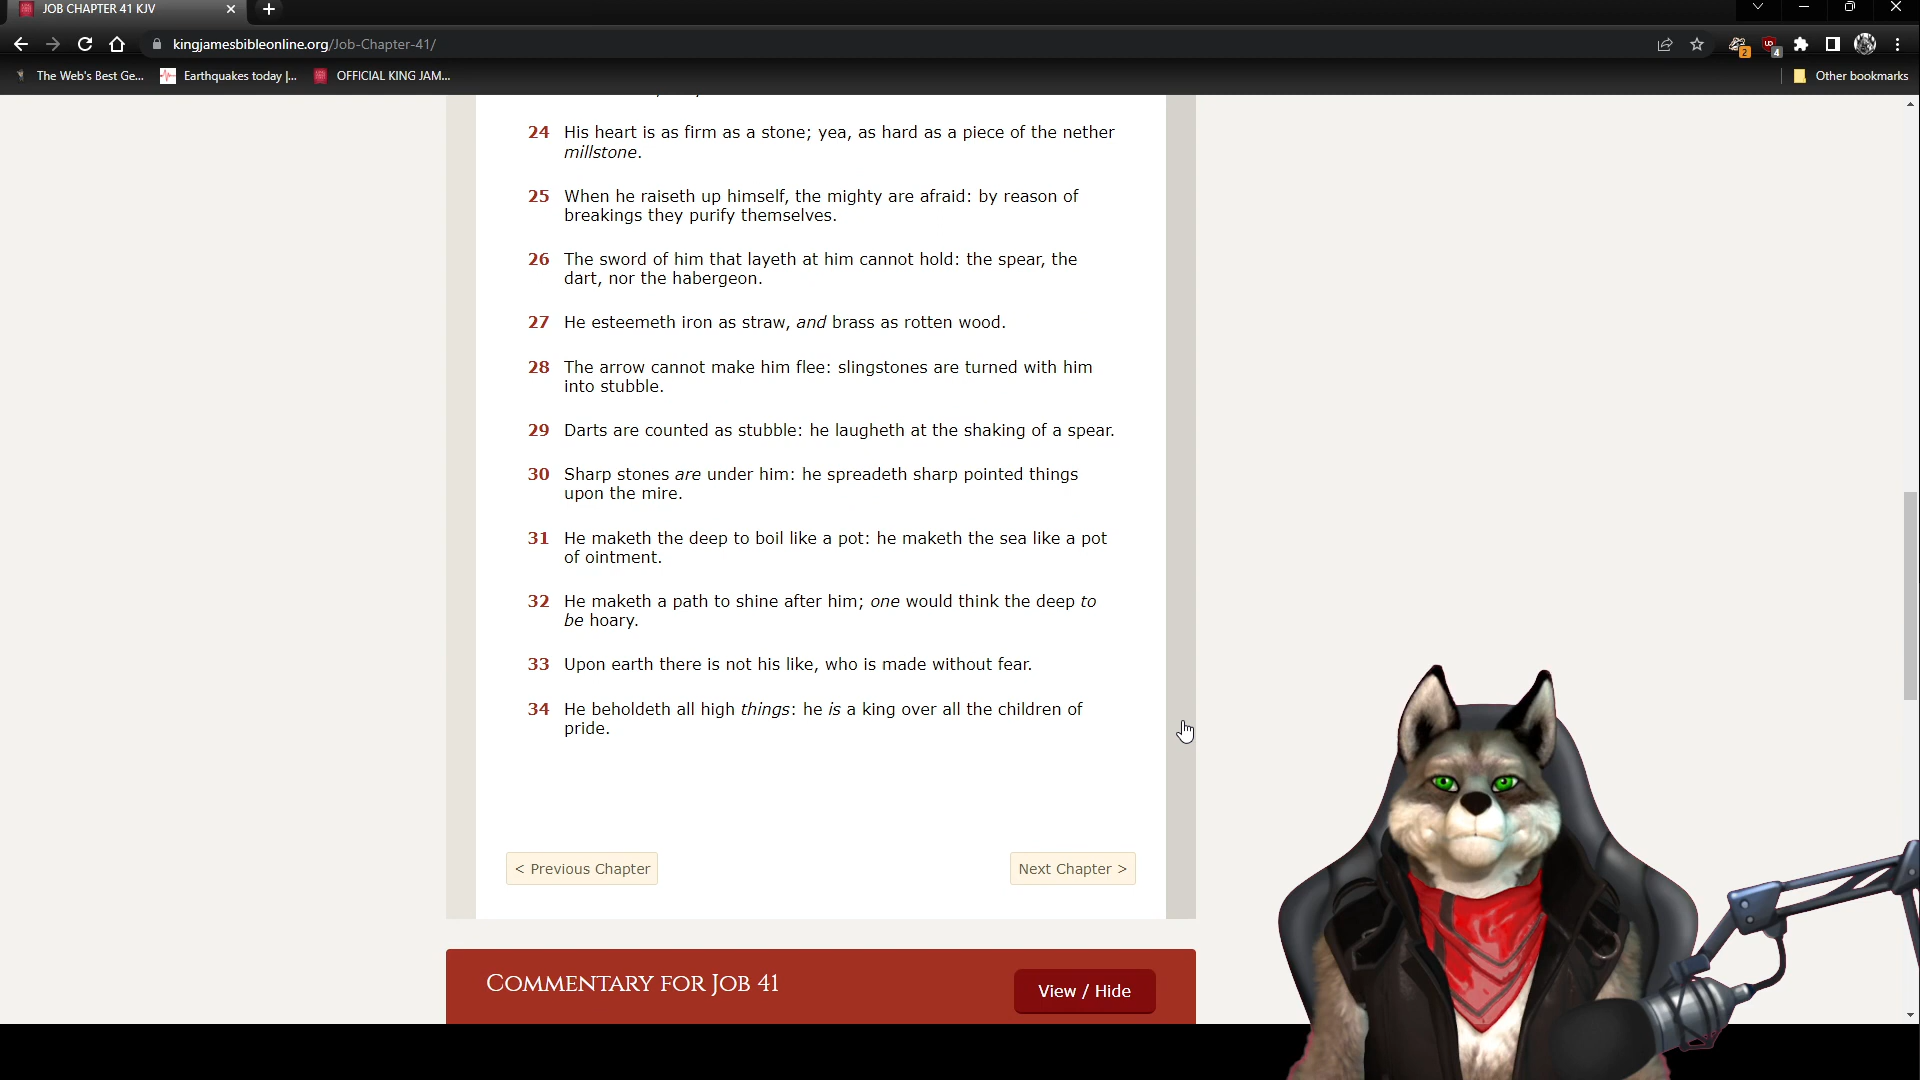 JOB CHAPTER 41 KJV
kingjamesbibleonline.org/Job-Chapter-41/
2
4
The Web's Best Ge...
Earthquakes today |...
OFFICIAL KING JAM...
Other bookmarks
24 His heart is as firm as a stone; yea, as hard as a piece of the nether
millstone.
25 When he raiseth up himself, the mighty are afraid: by reason of
breakings they purify themselves.
26 The sword of him that layeth at him cannot hold: the spear, the
dart, nor the habergeon.
27 He esteemeth iron as straw, and brass as rotten wood.
28 The arrow cannot make him flee: slingstones are turned with him
into stubble.
29 Darts are counted as stubble: he laugheth at the shaking of a spear.
30 Sharp stones are under him: he spreadeth sharp pointed things
upon the mire.
31 He maketh the deep to boil like a pot: he maketh the sea like a pot
of ointment.
32 He maketh a path to shine after him; one would think the deep to
be hoary.
33 Upon earth there is not his like, who is made without fear.
34 He beholdeth all high things: he is a king over all the children of
pride.
< Previous Chapter
Next Chapter >
COMMENTARY FOR JOB 41
View / Hide